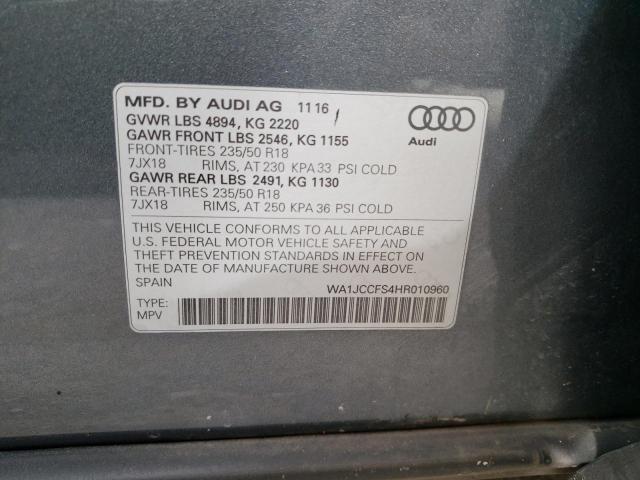 MFD. BY AUDI AG 11 16
GVWR LBS 4894, KG 2220
GAWR FRONT LBS 2546, KG 1155
FRONT-TIRES 235/50 R18
7JX18 RIMS, AT 230 KPA 33 PSI COLD
GAWR REAR LBS 2491, KG 1130
REAR-TIRES 235/50 R18
7JX18 RIMS, AT 250 KPA 36 PSI COLD
Audi
THIS VEHICLE CONFORMS TO ALL APPLICABLE
U.S. FEDERAL MOTOR VEHICLE SAFETY AND
THEFT PREVENTION STANDARDS IN EFFECT ON
THE DATE OF MANUFACTURE SHOWN ABOVE.
SPAIN WA1JCCFS4HR010960
TYPE:
MPV